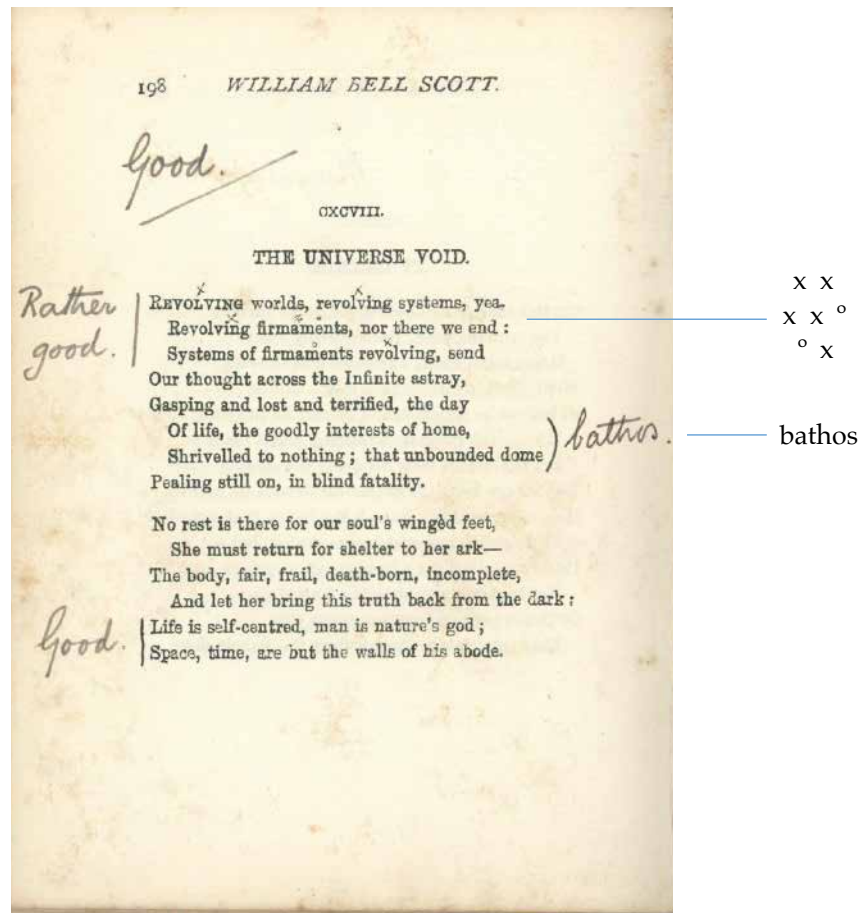 198 WILLIAM BELL SCOTT.
Good.
CXCVIII.
THE UNIVERSE VOID.
Rather
good.
REVOLVING worlds, revolving systems, yea.
Revolving firmaments, nor there we end :
Systems of firmaments revolving, send
Our thought across the Infinite astray,
Gasping and lost and terrified, the day
Of life, the goodly interests of home,
Shrivelled to nothing ; that unbounded dome
Pealing still on, in blind fatality.
bathos.
No rest is there for our soul's wingèd feet,
She must return for shelter to her ark—
The body, fair, frail, death-born, incomplete,
And let her bring this truth back from the dark :
Good.
Life is self-centred, man is nature's god ;
Space, time, are but the walls of his abode.
x x
x x o
o x
bathos